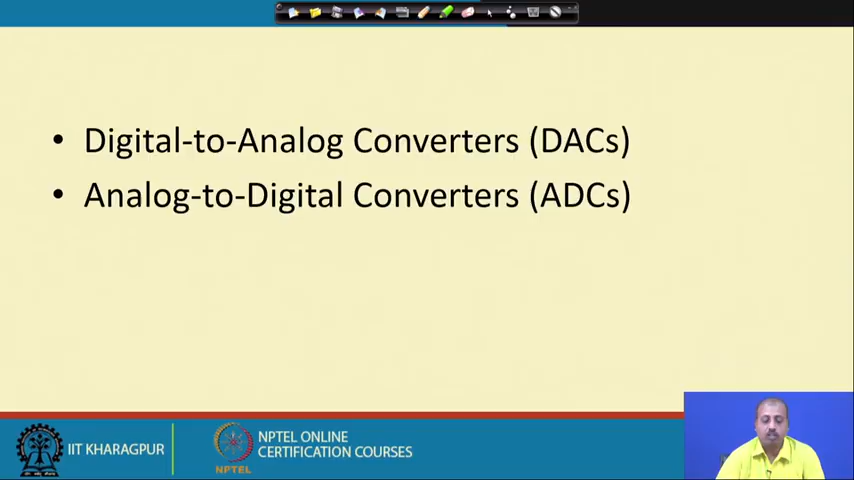 • Digital-to-Analog Converters (DACs)
• Analog-to-Digital Converters (ADCs)
IIT KHARAGPUR
NPTEL
NPTEL ONLINE
CERTIFICATION COURSES